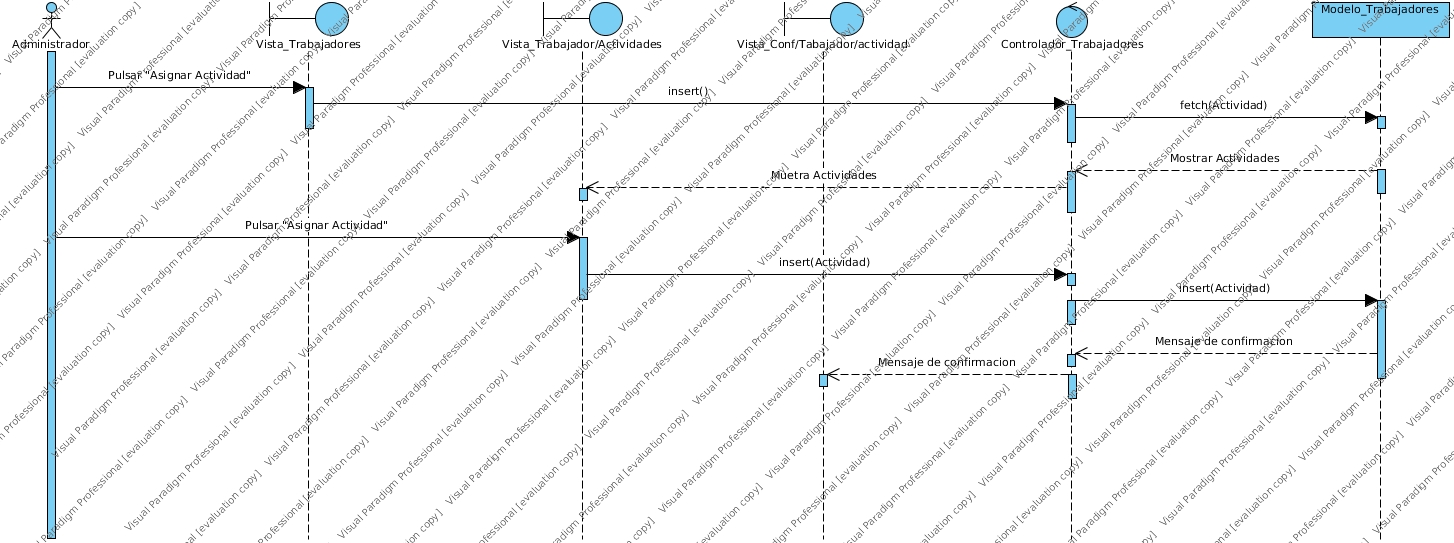 Administrador
Vista_Trabajadores
Vista_Trabajador/Actividades
Vista_Conf/Tabajador/actividad
Controlador_Trabajadores
Modelo_Trabajadores
Pulsar "Asignar Actividad"
insert()
fetch(Actividad)
Mostrar Actividades
Muetra Actividades
Pulsar "Asignar Actividad"
insert(Actividad)
insert(Actividad)
Mensaje de confirmacion
Mensaje de confirmacion
Visual Paradigm Professional [evaluation copy]